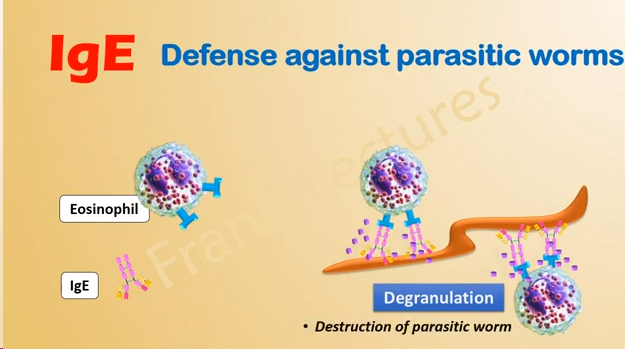 IgE Defense against parasitic worms
Eosinophil
IgE
Degranulation
• Destruction of parasitic worm